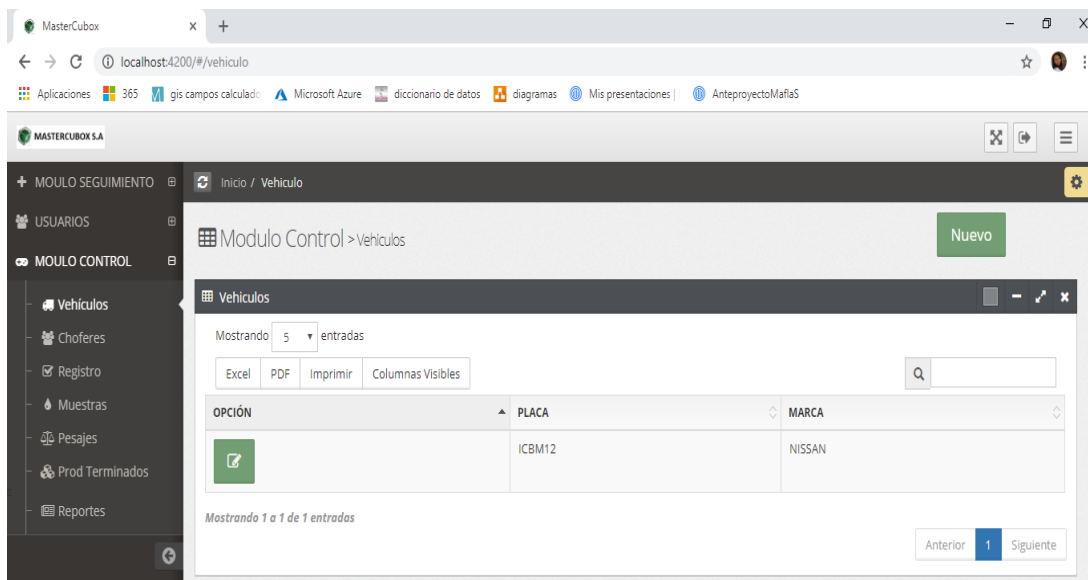 MasterCubox
localhost:4200/#/vehiculo
Aplicaciones 365 gis campos calculado Microsoft Azure diccionario de datos diagramas Mis presentaciones | AnteproyectoMaflaS
MASTERCUBOX S.A
MOULO SEGUIMIENTO
Inicio / Vehiculo
USUARIOS
Modulo Control > Vehiculos
Nuevo
MOULO CONTROL
Vehículos
Vehiculos
Choferes
Mostrando 5 entradas
Registro
Excel PDF Imprimir Columnas Visibles
Muestras
OPCIÓN PLACA MARCA
Pesajes
ICBM12 NISSAN
Prod Terminados
Reportes
Mostrando 1 a 1 de 1 entradas
Anterior 1 Siguiente